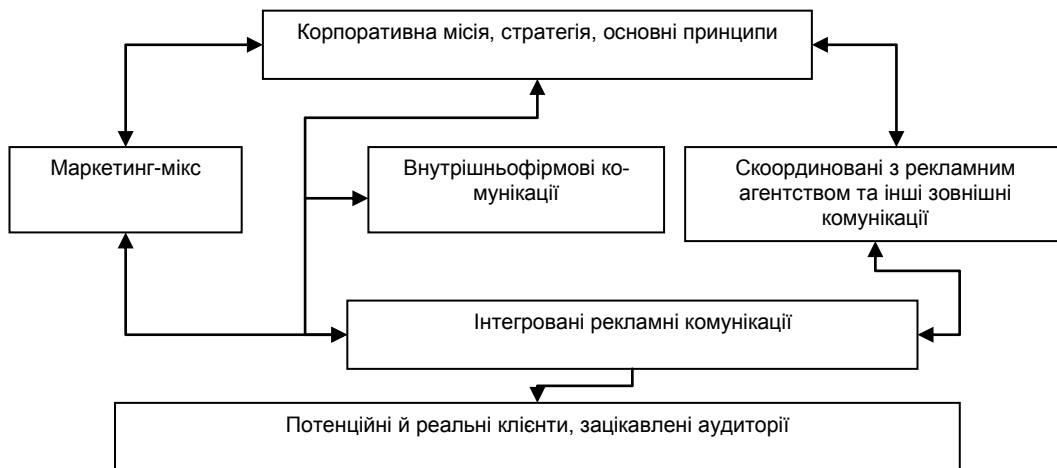 Корпоративна місія, стратегія, основні принципи
Маркетинг-мікс
Внутрішньофірмові ко-
мунікації
Скоординовані з рекламним
агентством та інші зовнішні
комунікації
Інтегровані рекламні комунікації
Потенційні й реальні клієнти, зацікавлені аудиторії